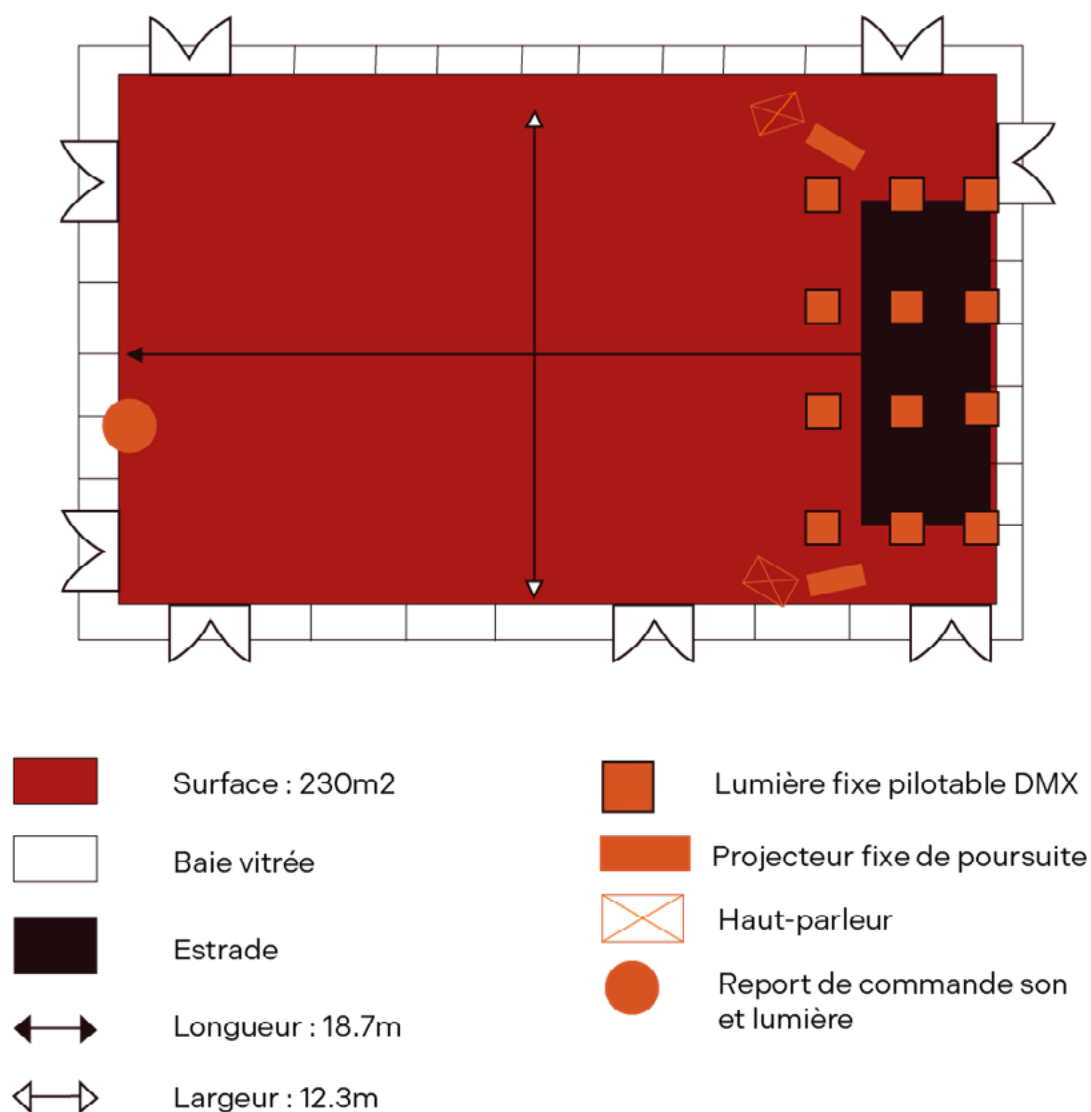 Surface : 230m2
Baie vitrée
Estrade
Longueur : 18.7m
Largeur : 12.3m
Lumière fixe pilotable DMX
Projecteur fixe de poursuite
Haut-parleur
Report de commande son
et lumière